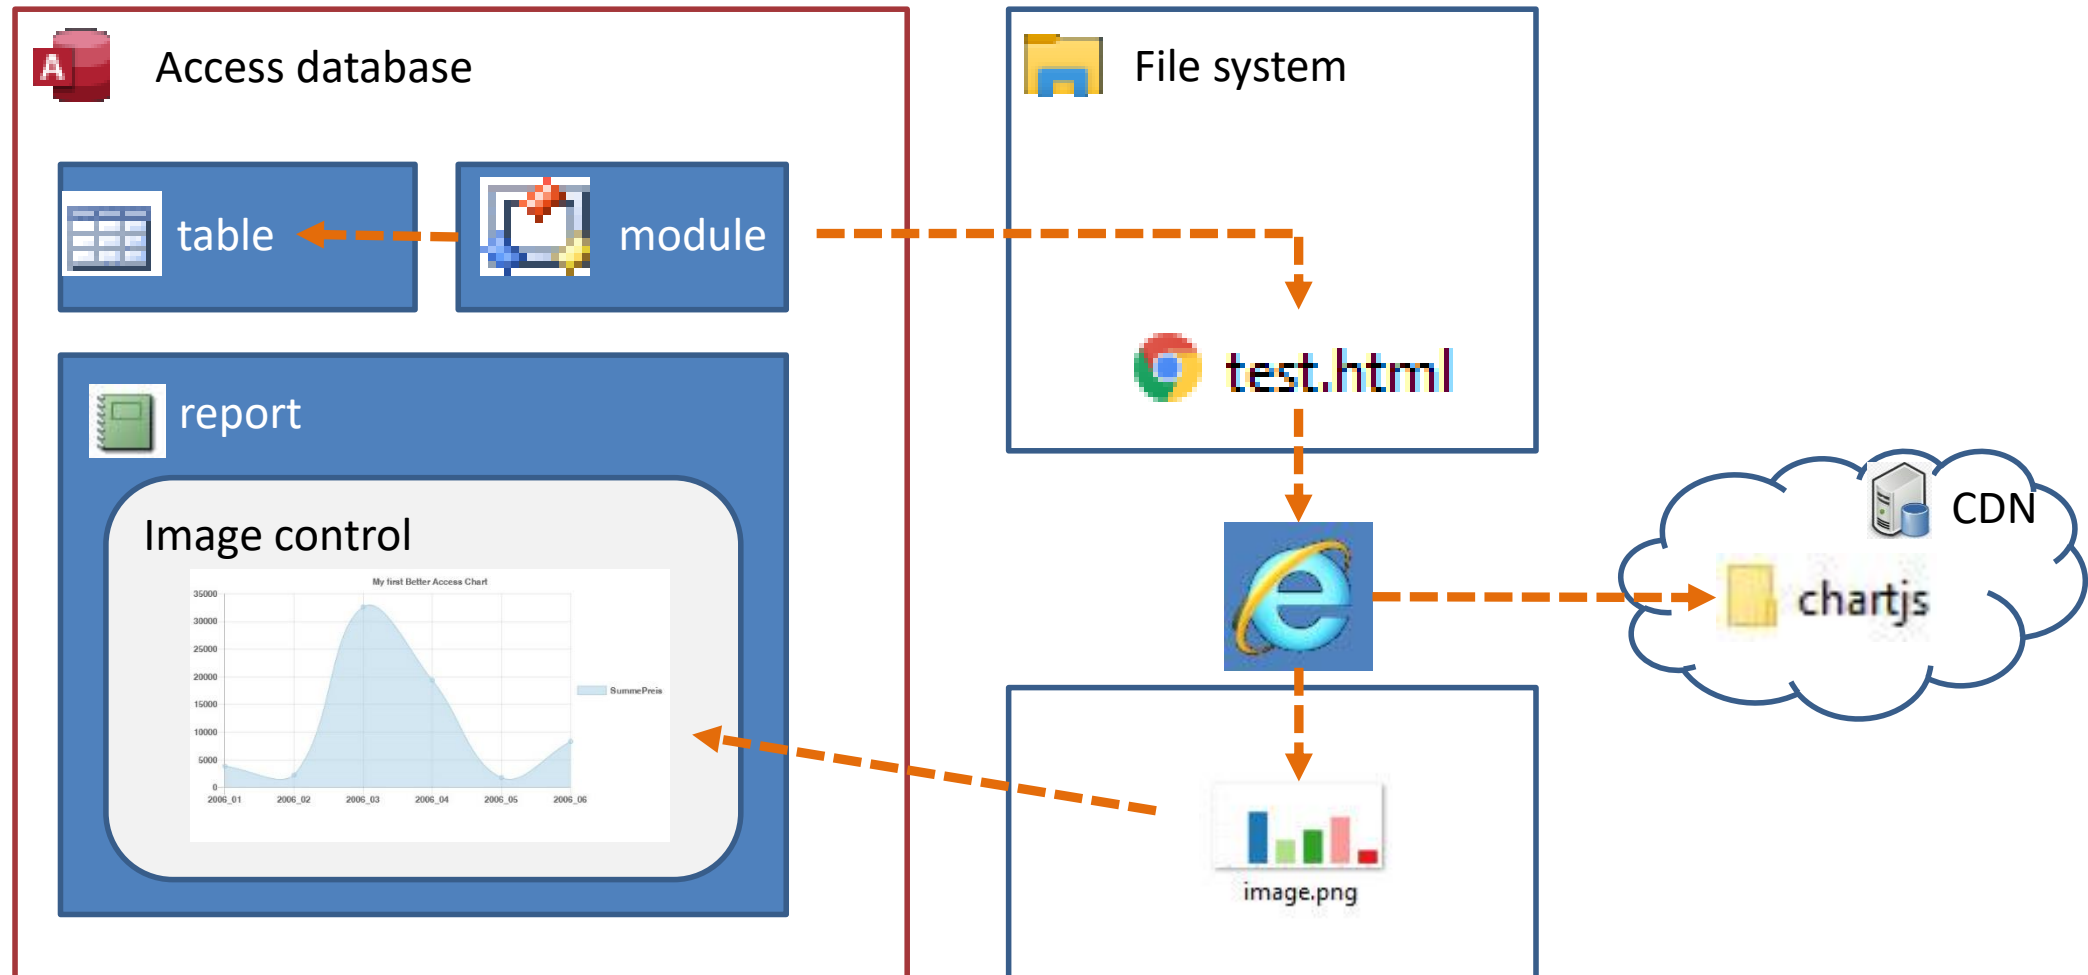 A
Access database
File system
table
module
test.html
report
CDN
Image control
chartjs
My first Better Access Chart
35000
30000
25000
20000
15000
10000
5000
0
SummePreis
2006_01
2006_02
2006_03
2006_04
2006_05
2006_06
image.png